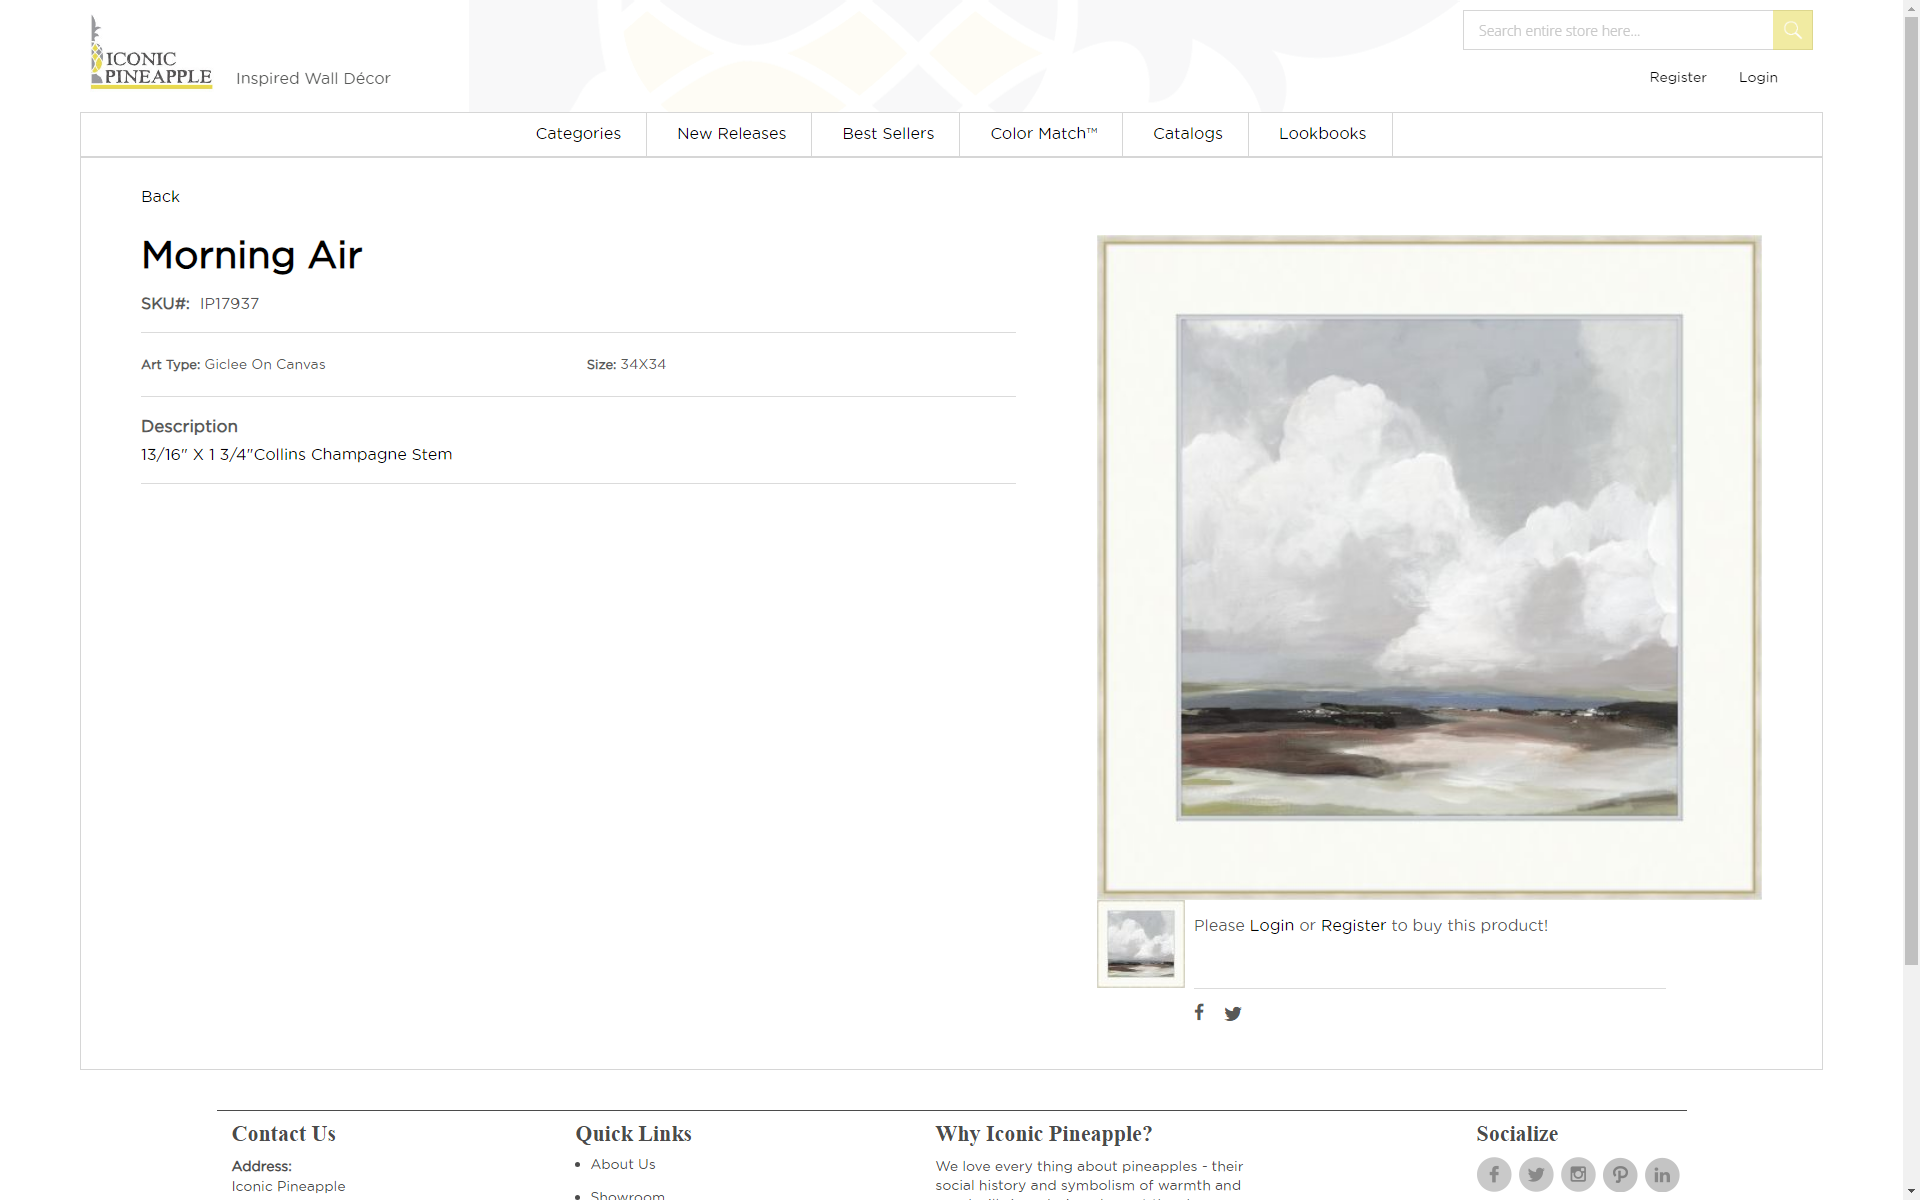 ICONIC
PINEAPPLE
Inspired Wall Décor
Search entire store here...
Register
Login
Categories
New Releases
Best Sellers
Color Match™
Catalogs
Lookbooks
Back
Morning Air
SKU#: IP17937
Art Type: Giclee On Canvas
Size: 34X34
Description
13/16" X 1 3/4"Collins Champagne Stem
Please Login or Register to buy this product!
Contact Us
Address:
Iconic Pineapple
Quick Links
• About Us
• Showroom
Why Iconic Pineapple?
We love every thing about pineapples - their
social history and symbolism of warmth and
Socialize